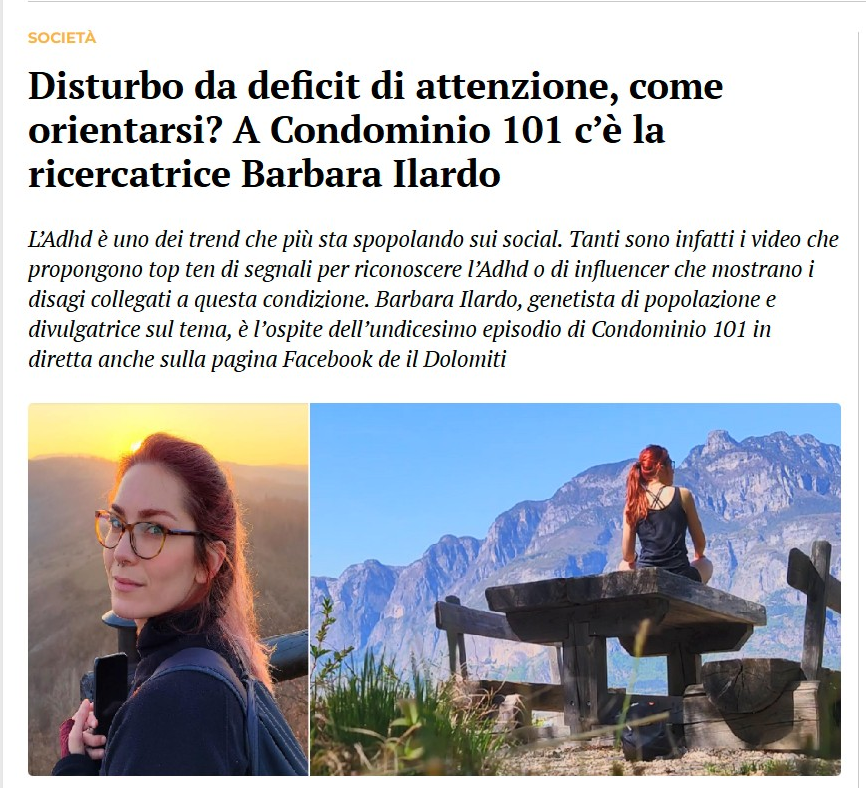 SOCIETÀ
Disturbo da deficit di attenzione, come
orientarsi? A Condominio 101 c’è la
ricercatrice Barbara Ilardo
L’Adhd è uno dei trend che più sta spopolando sui social. Tanti sono infatti i video che
propongono top ten di segnali per riconoscere l’Adhd o di influencer che mostrano i
disagi collegati a questa condizione. Barbara Ilardo, genetista di popolazione e
divulgatrice sul tema, è l’ospite dell’undicesimo episodio di Condominio 101 in
diretta anche sulla pagina Facebook de il Dolomiti